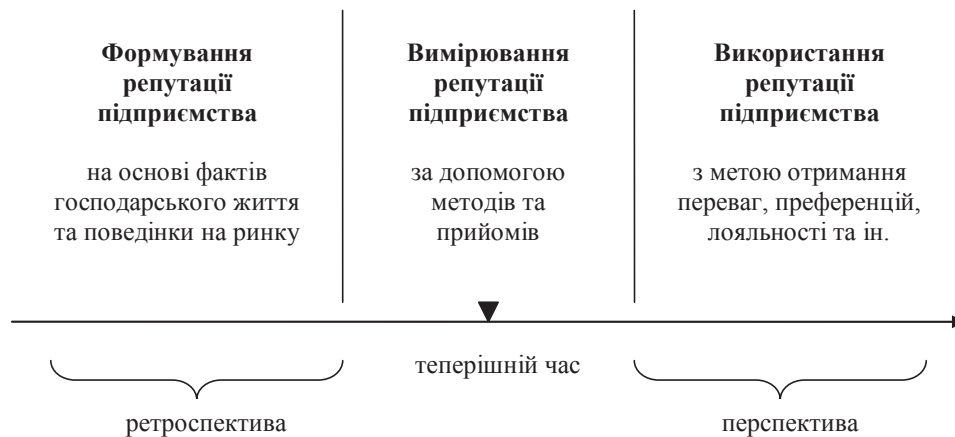 Формування
репутації
підприємства
на основі фактів
господарського життя
та поведінки на ринку
Вимірювання
репутації
підприємства
за допомогою
методів та
прийомів
Використання
репутації
підприємства
з метою отримання
переваг, преференцій,
лояльності та ін.
теперішній час
ретроспектива
перспектива